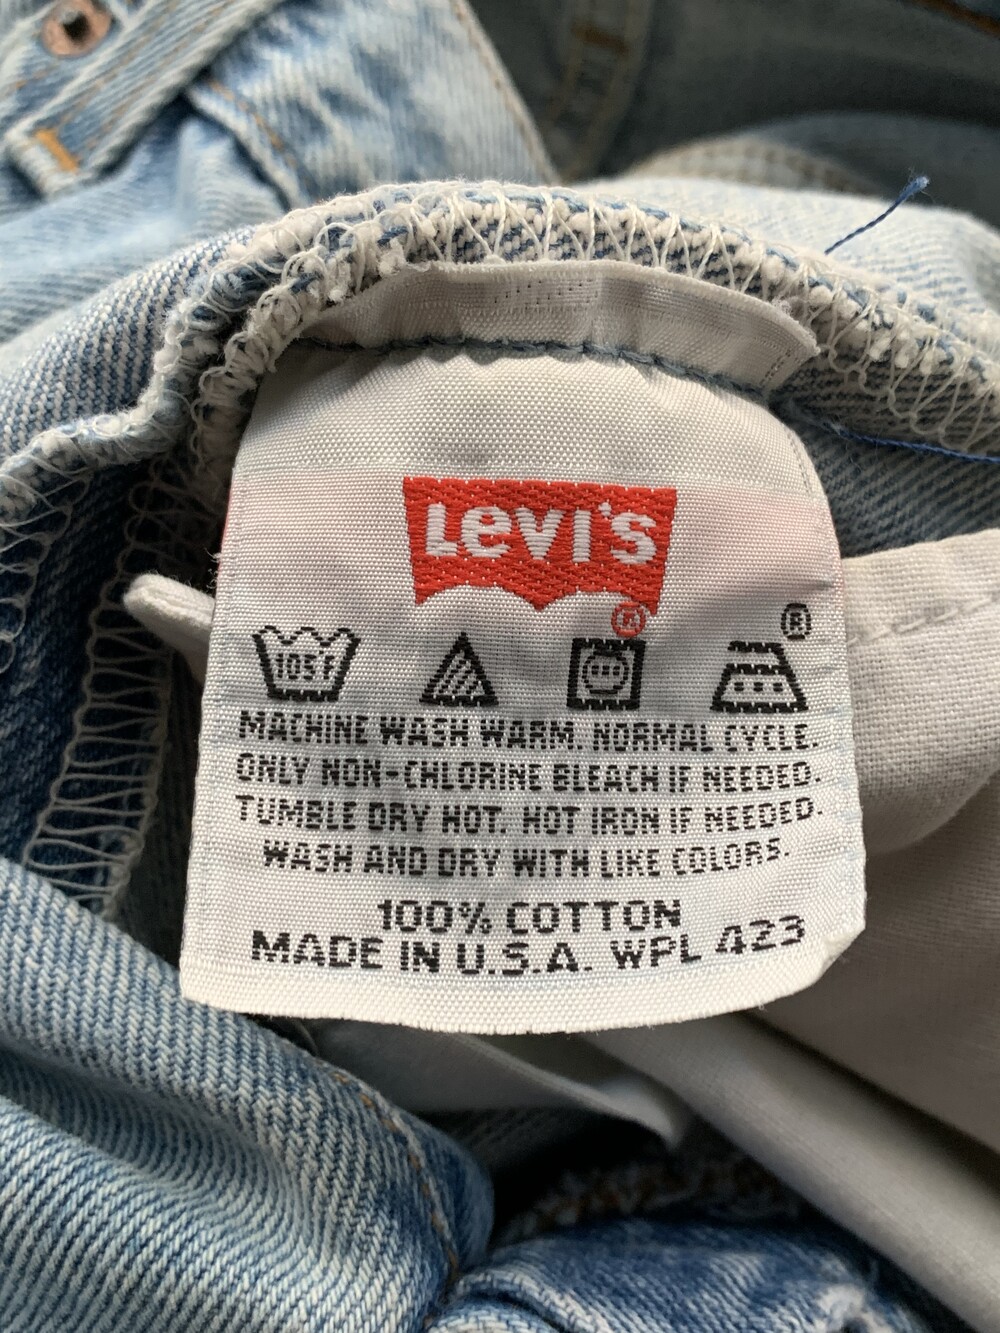 Levi's
®
®
105°F
MACHINE WASH WARM. NORMAL CYCLE.
ONLY NON-CHLORINE BLEACH IF NEEDED.
TUMBLE DRY HOT. HOT IRON IF NEEDED.
WASH AND DRY WITH LIKE COLORS.
100% COTTON
MADE IN U.S.A. WPL 423